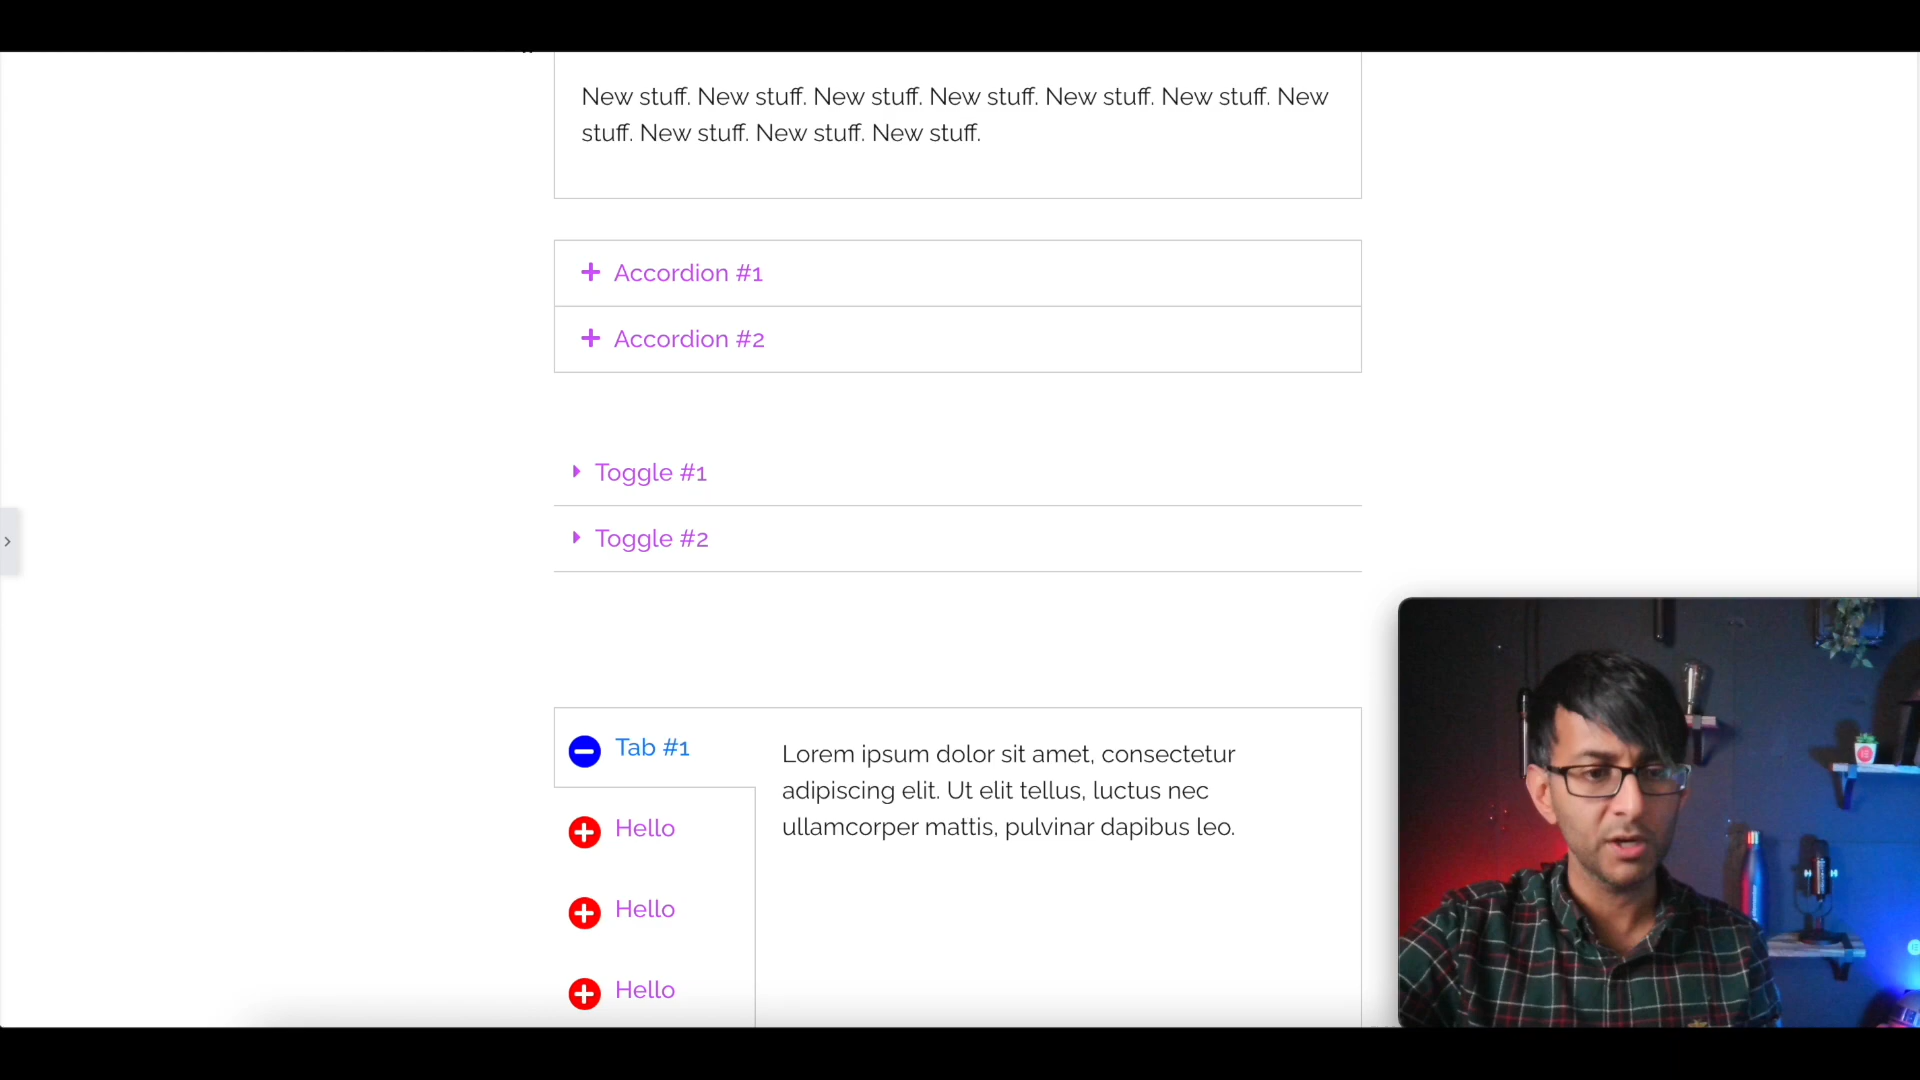 New stuff. New stuff. New stuff. New stuff. New stuff. New stuff. New
stuff. New stuff. New stuff. New stuff.
Accordion #1
Accordion #2
Toggle #1
Toggle #2
Tab #1
Lorem ipsum dolor sit amet, consectetur
adipiscing elit. Ut elit tellus, luctus nec
ullamcorper mattis, pulvinar dapibus leo.
Hello
Hello
Hello